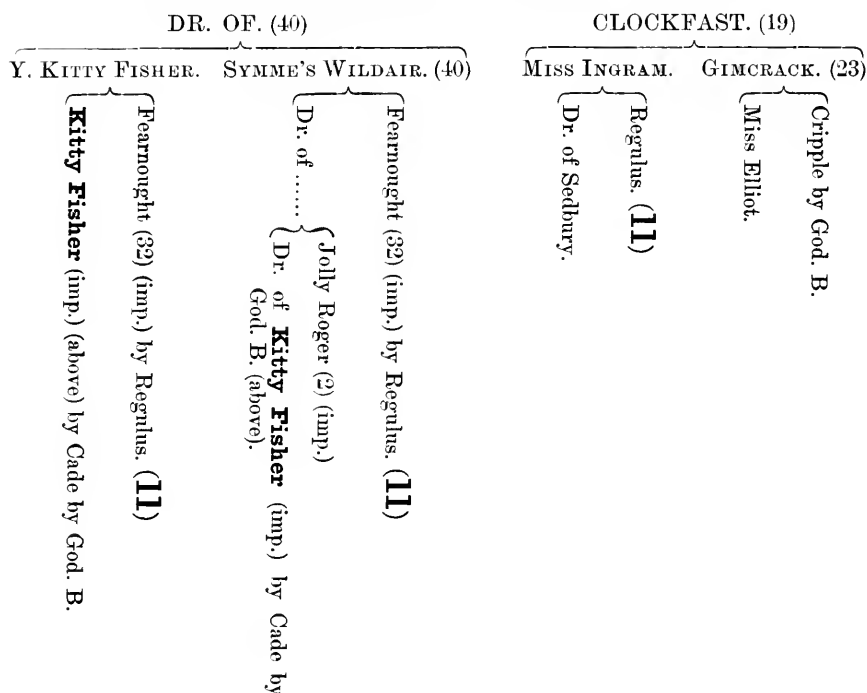 DR. OF. (40)
CLOCKFAST. (19)
Y. KITTY FISHER.
SYMME'S WILDAIR. (40)
MISS INGRAM.
GIMCRACK. (23)
Fearnought (32) (imp.) by Regulus. (11)
Kitty Fisher (imp.) (above) by Cade by God. B.
Fearnought (32) (imp.) by Regulus. (11)
Dr. of ......
Jolly Roger (2) (imp.)
Dr. of Kitty Fisher (imp.) by Cade by
God. B. (above).
Regulus. (11)
Dr. of Sedbury.
Cripple by God. B.
Miss Elliot.